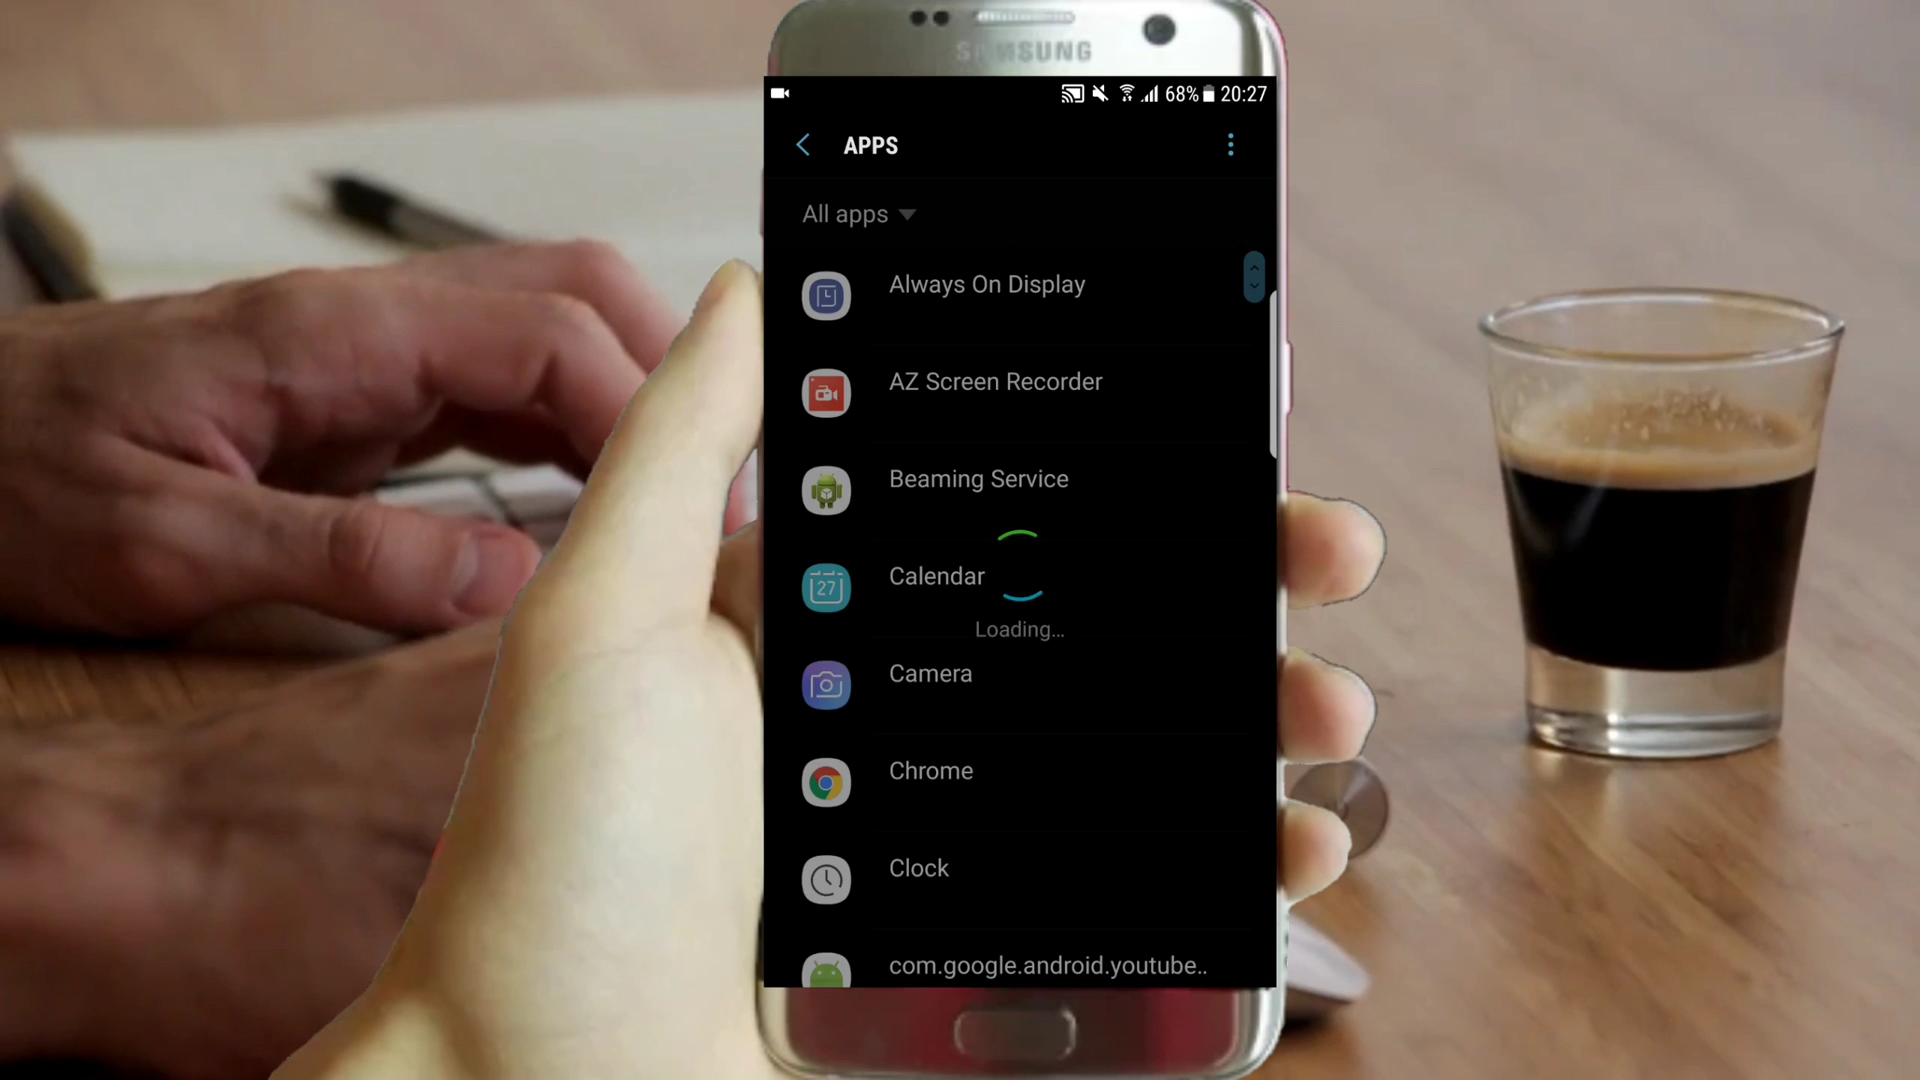 SAMSUNG
68% 20:27
APPS
All apps
Always On Display
AZ Screen Recorder
Beaming Service
27
Calendar
Loading...
Camera
Chrome
Clock
com.google.android.youtube..